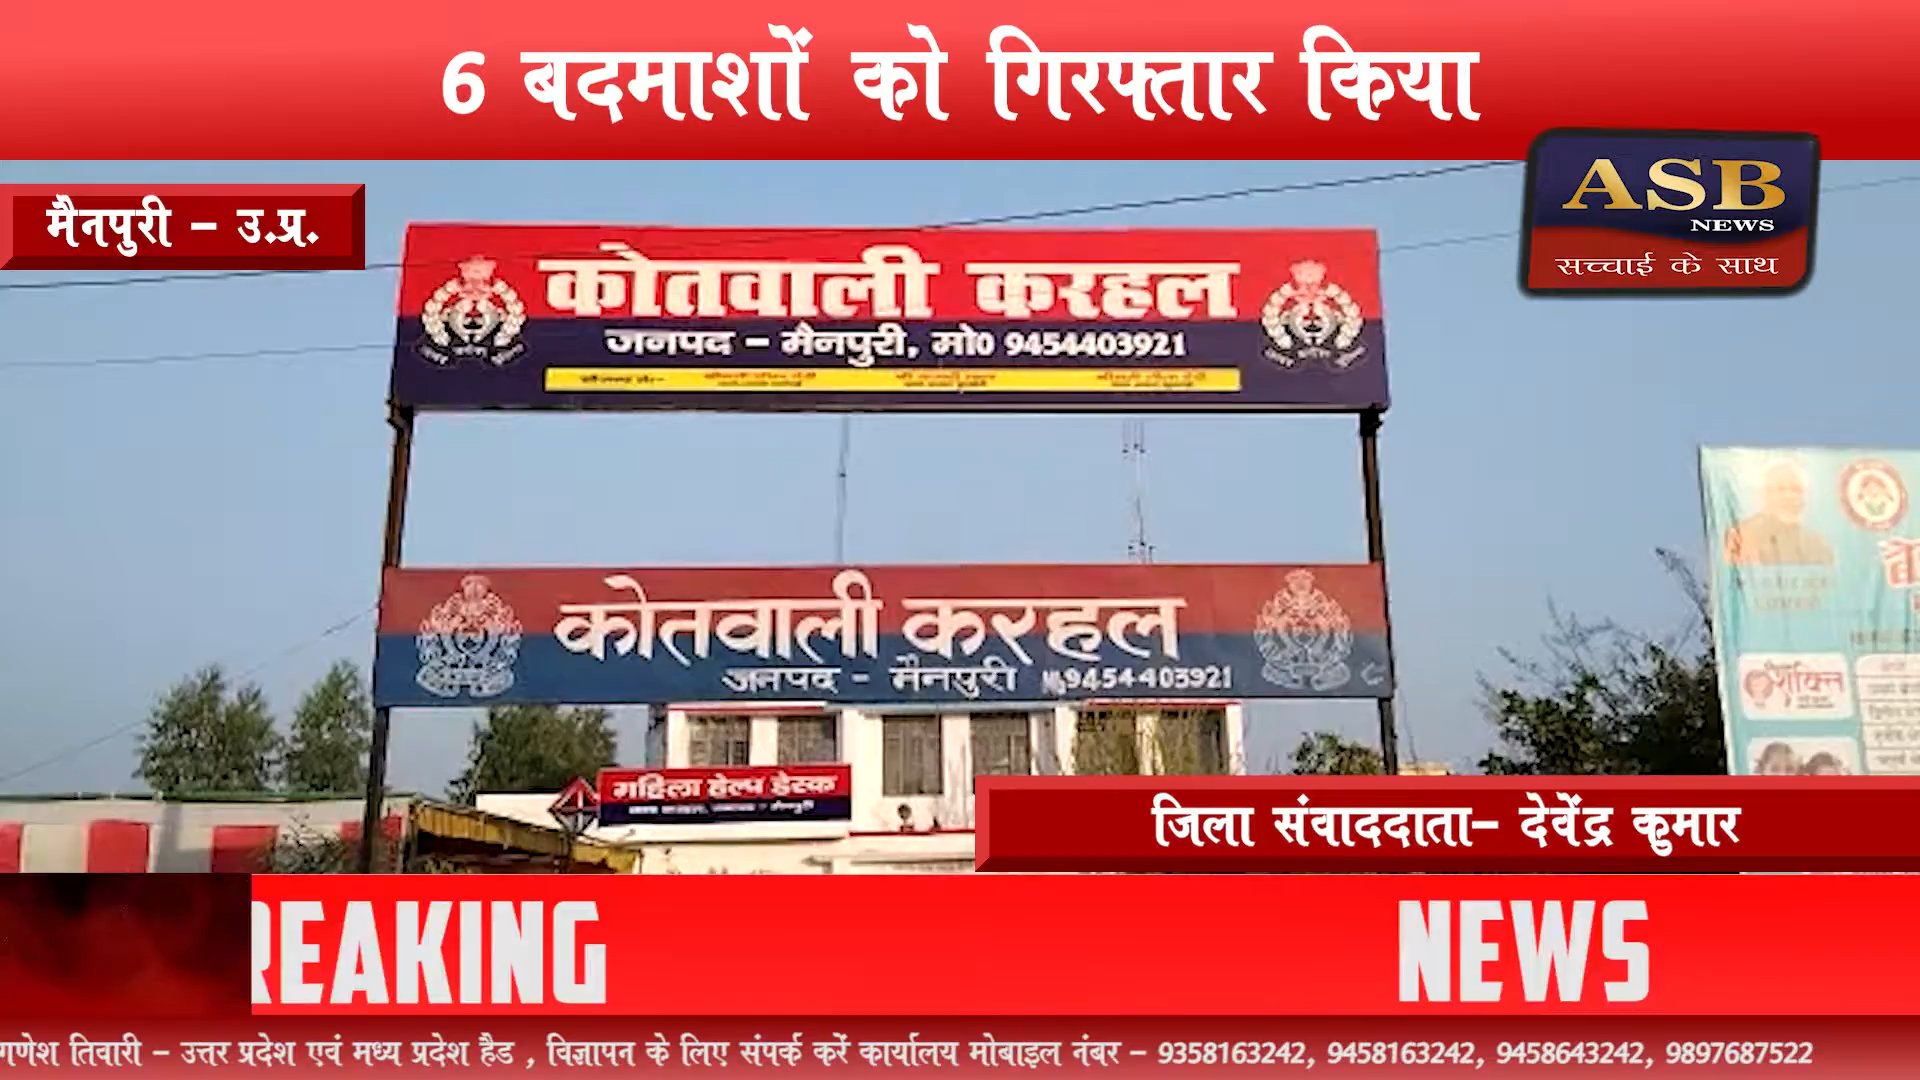 6 बदमाशों को गिरफ्तार किया
ASB
NEWS
सच्चाई के साथ
मैनपुरी - उ.प्र.
कोतवाली करहल
जनपद - मैनपुरी, मो0 9454403921
कोतवाली करहल
जनपद - मैनपुरी 9454403921
शक्ति
महिला हेल्प डेस्क
जिला संवाददाता- देवेंद्र कुमार
REAKING NEWS
गणेश तिवारी - उत्तर प्रदेश एवं मध्य प्रदेश हैड , विज्ञापन के लिए संपर्क करें कार्यालय मोबाइल नंबर - 9358163242, 9458163242, 9458643242, 9897687522